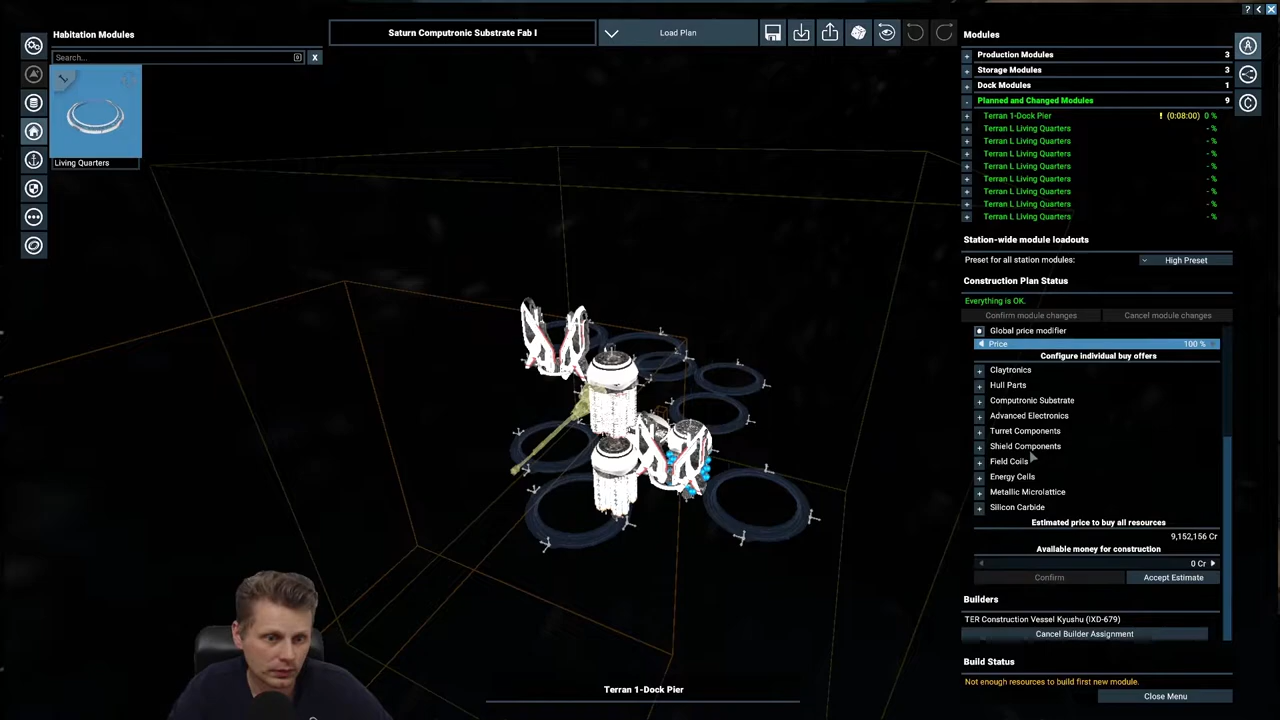 Habitation Modules
Search...
X
Living Quarters
Saturn Computronic Substrate Fab I
Load Plan
Modules
Production Modules 3
Storage Modules 3
Dock Modules 1
Planned and Changed Modules 9
Terran 1-Dock Pier ! (0:08:00) 0 %
Terran L Living Quarters - %
Terran L Living Quarters - %
Terran L Living Quarters - %
Terran L Living Quarters - %
Terran L Living Quarters - %
Terran L Living Quarters - %
Terran L Living Quarters - %
Terran L Living Quarters - %
Station-wide module loadouts
Preset for all station modules: High Preset
Construction Plan Status
Everything is OK.
Confirm module changes Cancel module changes
Global price modifier
Price 100 %
Configure individual buy offers
Claytronics
Hull Parts
Computronic Substrate
Advanced Electronics
Turret Components
Shield Components
Field Coils
Energy Cells
Metallic Microlattice
Silicon Carbide
Estimated price to buy all resources
9,152,156 Cr
Available money for construction
0 Cr
Confirm Accept Estimate
Builders
TER Construction Vessel Kyushu (IXD-679)
Cancel Builder Assignment
Build Status
Not enough resources to build first new module.
Close Menu
Terran 1-Dock Pier